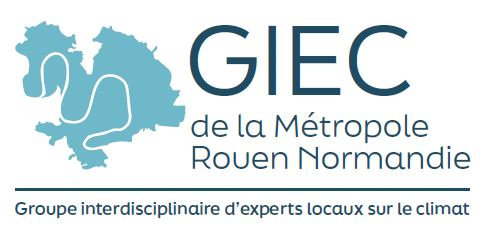 GIEC
de la Métropole
Rouen Normandie
Groupe interdisciplinaire d'experts locaux sur le climat